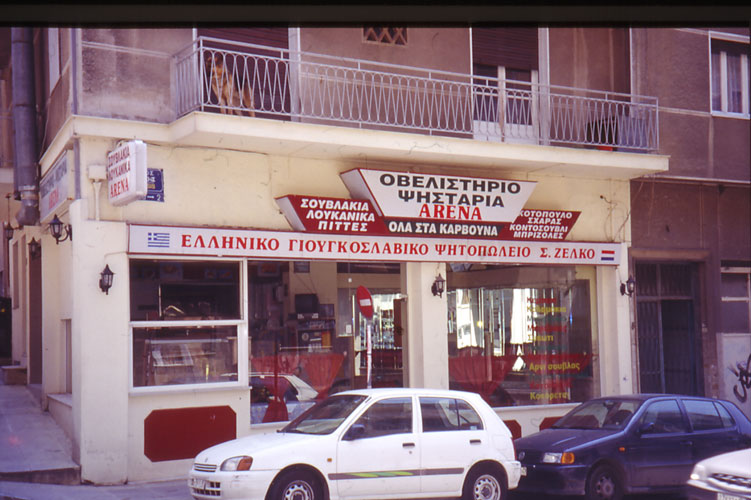 ΣΟΥΒΛΑΚΙΑ
ΛΟΥΚΑΝΙΚΑ
ARENA
ΟΒΕΛΙΣΤΗΡΙΟ
ΨΗΣΤΑΡΙΑ
ARENA
ΣΟΥΒΛΑΚΙΑ
ΛΟΥΚΑΝΙΚΑ
ΠΙΤΤΕΣ
ΟΛΑ ΣΤΑ ΚΑΡΒΟΥΝΑ
ΚΟΤΟΠΟΥΛΟ
ΣΧΑΡΑΣ
ΚΟΝΤΟΣΟΥΒΛΙ
ΜΠΡΙΖΟΛΕΣ
ΕΛΛΗΝΙΚΟ ΓΙΟΥΓΚΟΣΛΑΒΙΚΟ ΨΗΤΟΠΩΛΕΙΟ Σ. ΖΕΛΚΟ